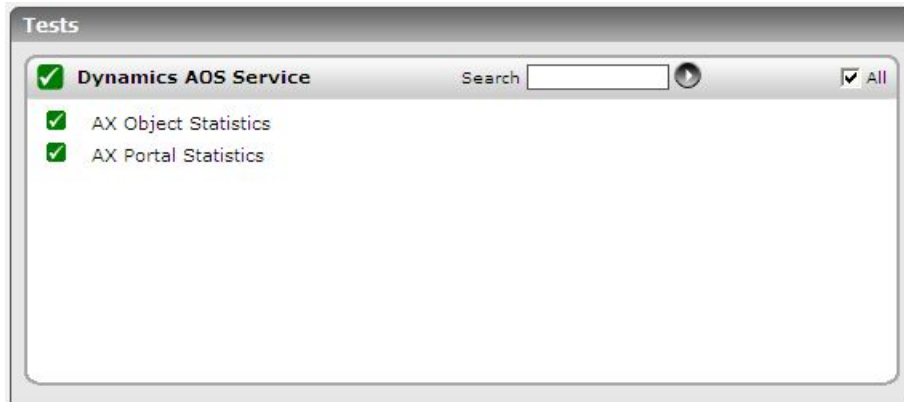 Tests
Dynamics AOS Service Search All
AX Object Statistics
AX Portal Statistics